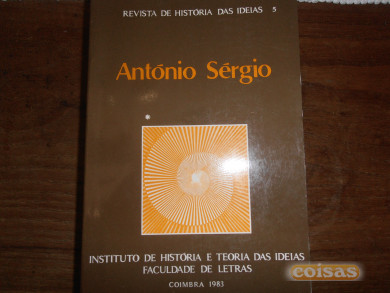 REVISTA DE HISTÓRIA DAS IDEIAS 5
António Sérgio
INSTITUTO DE HISTÓRIA E TEORIA DAS IDEIAS
FACULDADE DE LETRAS
COIMBRA 1983
coisas